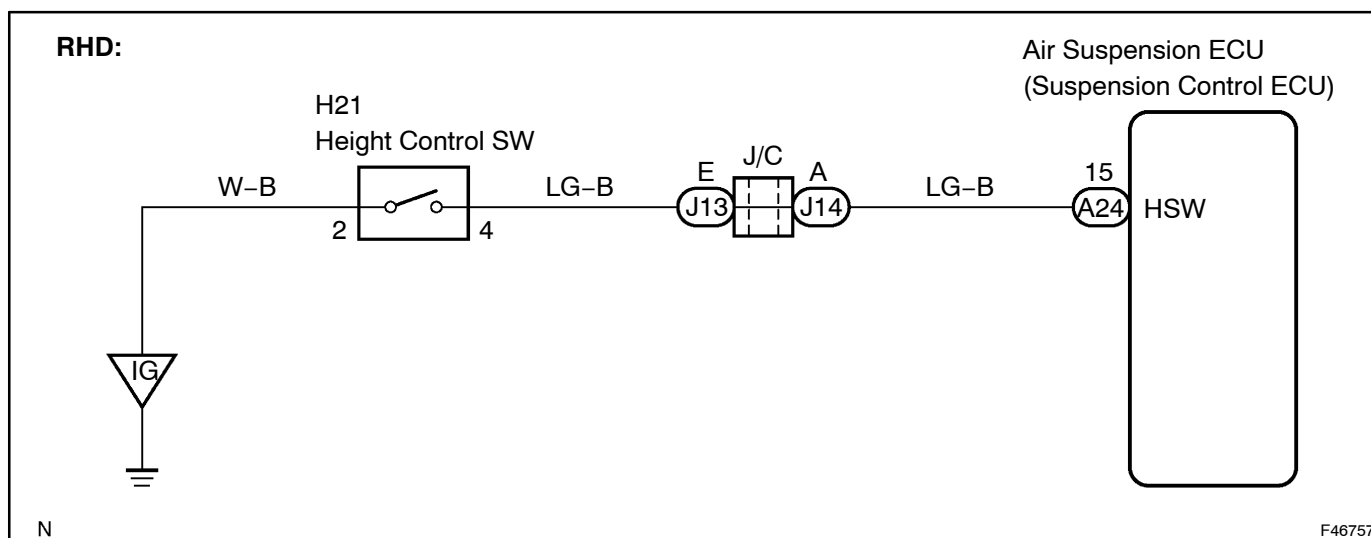 RHD:
Air Suspension ECU
(Suspension Control ECU)
H21
Height Control SW
W–B
2
4
LG–B
E
J/C
A
J13
J14
LG–B
15
A24
HSW
IG
N
F46757